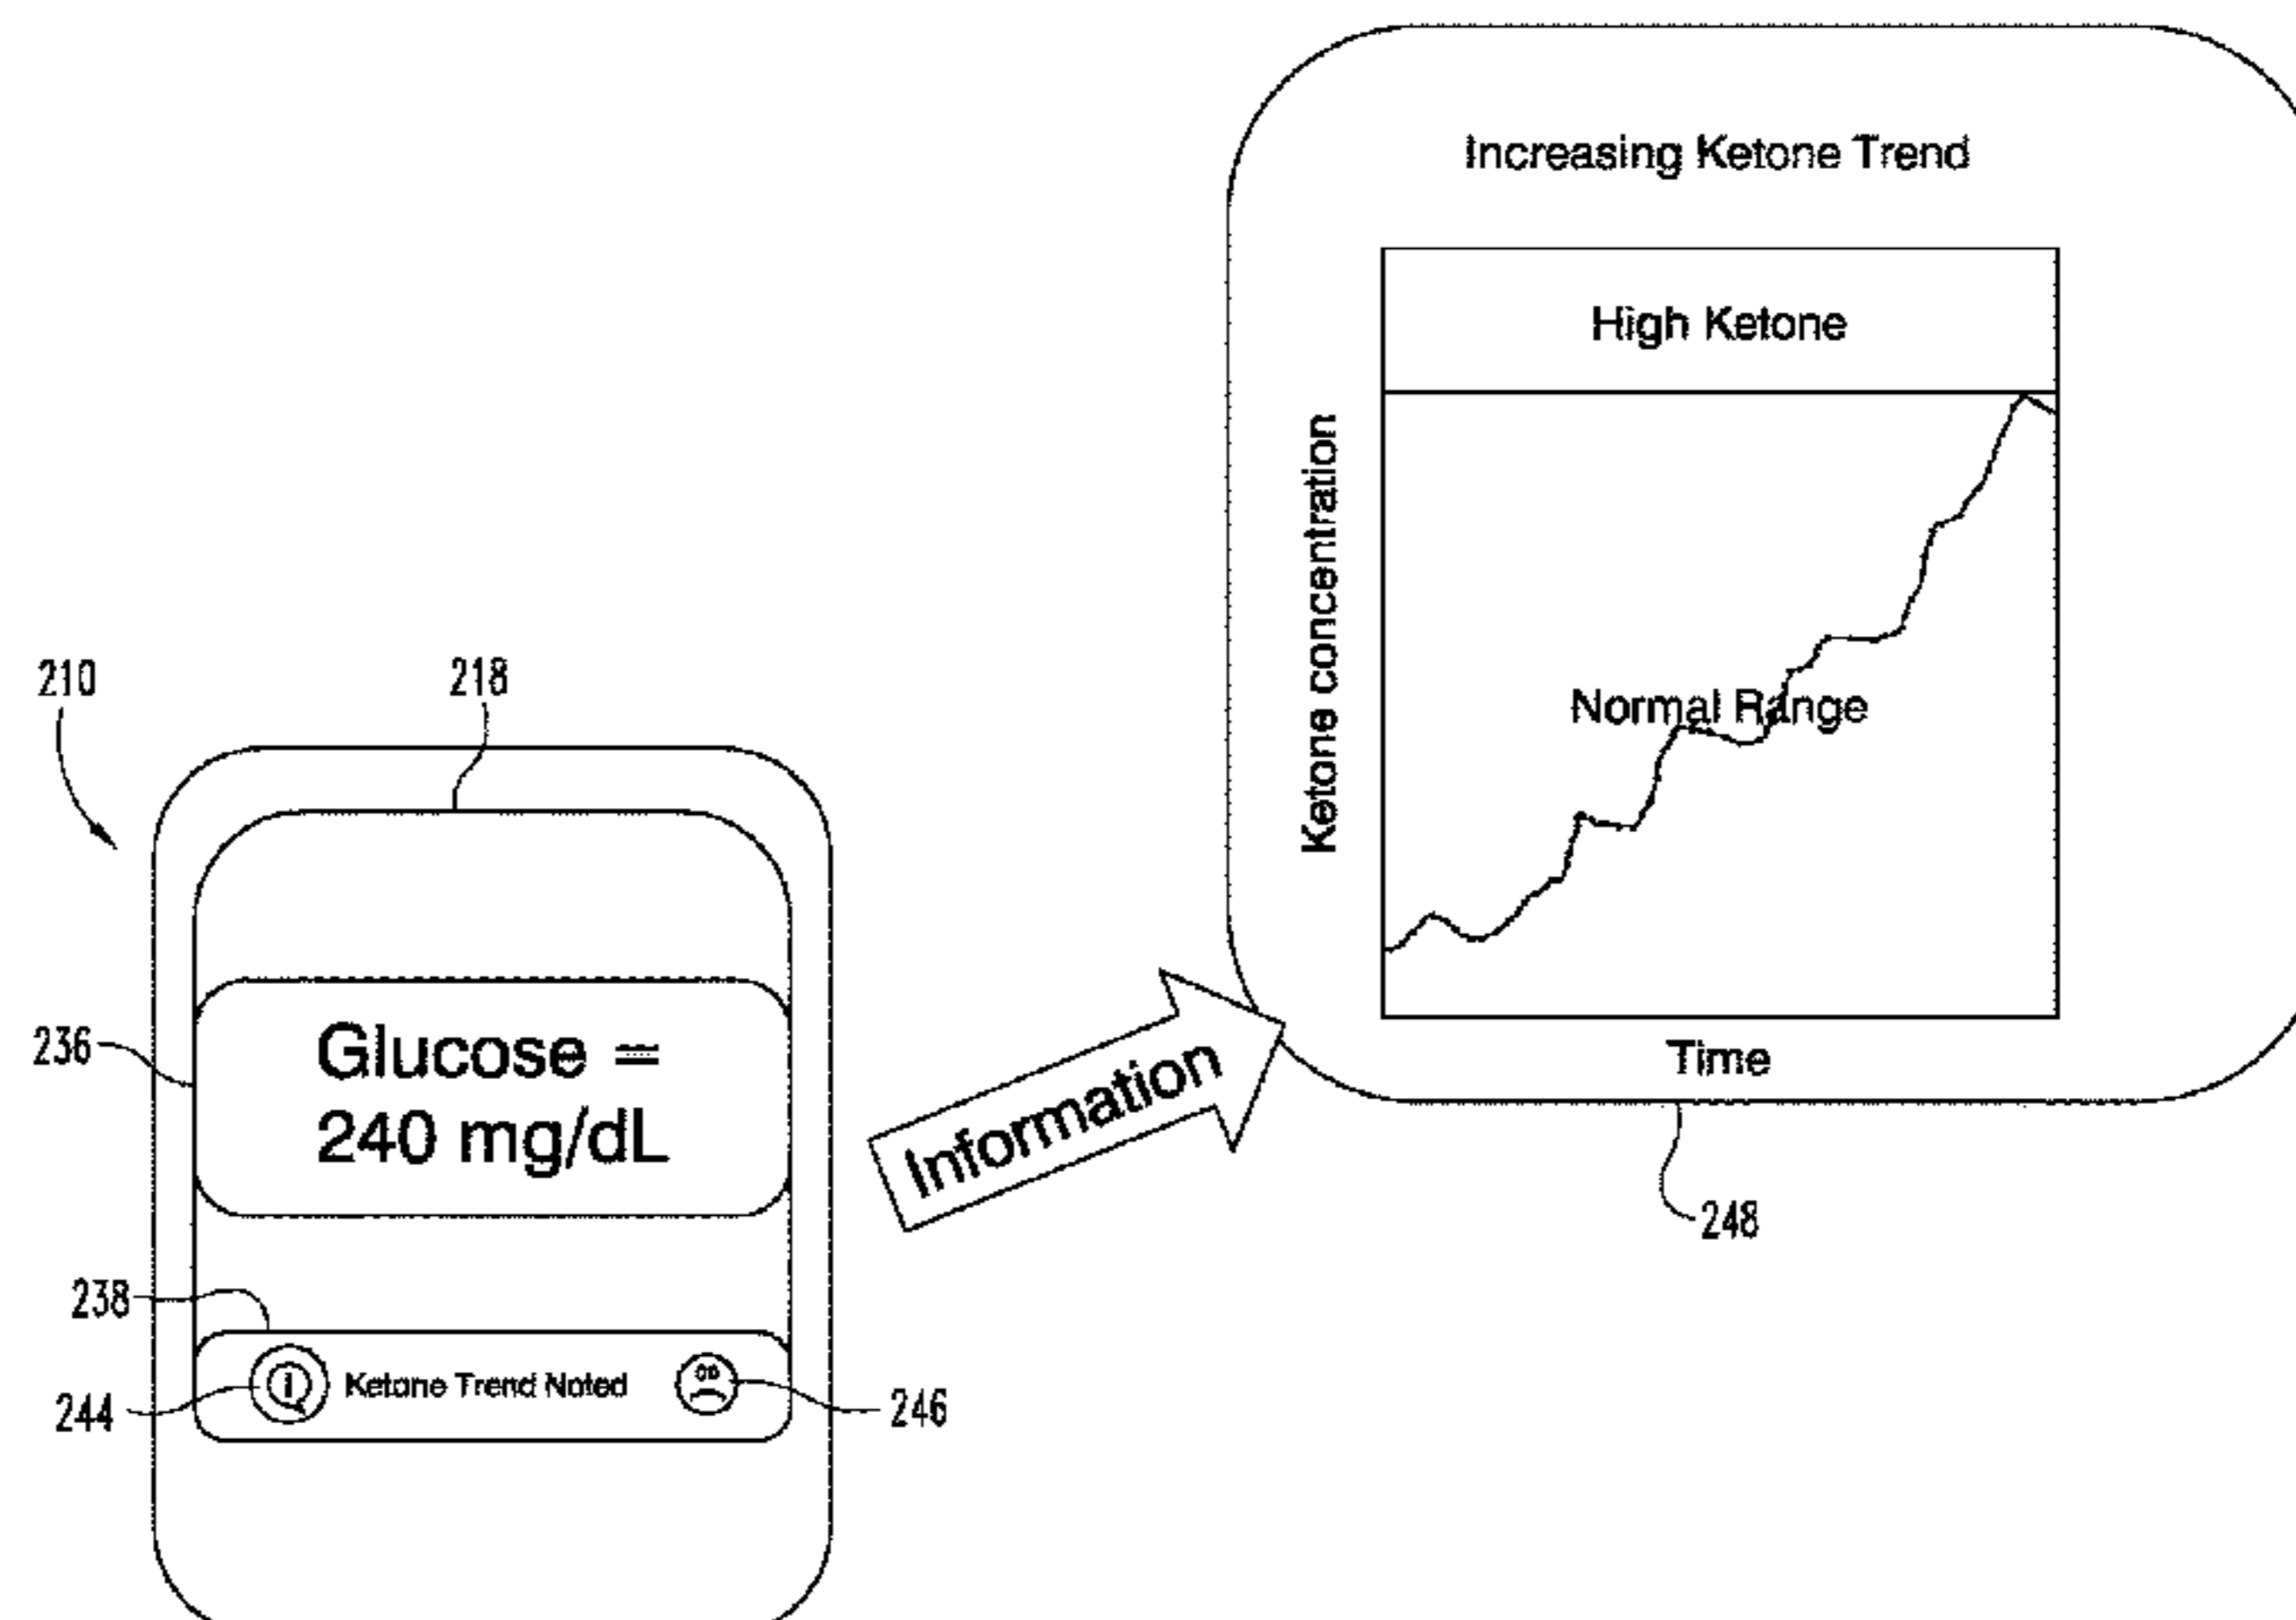 Increasing Ketone Trend
High Ketone
Ketone concentration
Normal Range
Time
248
210
218
236
Glucose =
240 mg/dL
Information
238
244
i
Ketone Trend Noted
246